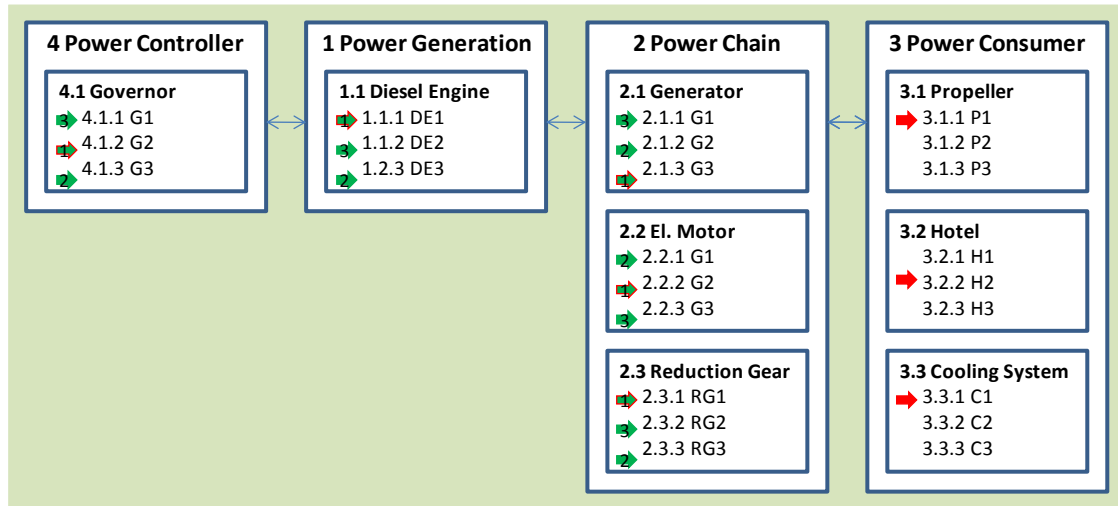 4 Power Controller
4.1 Governor
3 4.1.1 G1
1 4.1.2 G2
2 4.1.3 G3
1 Power Generation
1.1 Diesel Engine
1 1.1.1 DE1
3 1.1.2 DE2
2 1.2.3 DE3
2 Power Chain
2.1 Generator
3 2.1.1 G1
2 2.1.2 G2
1 2.1.3 G3
2.2 El. Motor
2 2.2.1 G1
1 2.2.2 G2
3 2.2.3 G3
2.3 Reduction Gear
1 2.3.1 RG1
3 2.3.2 RG2
2 2.3.3 RG3
3 Power Consumer
3.1 Propeller
3.1.1 P1
3.1.2 P2
3.1.3 P3
3.2 Hotel
3.2.1 H1
3.2.2 H2
3.2.3 H3
3.3 Cooling System
3.3.1 C1
3.3.2 C2
3.3.3 C3